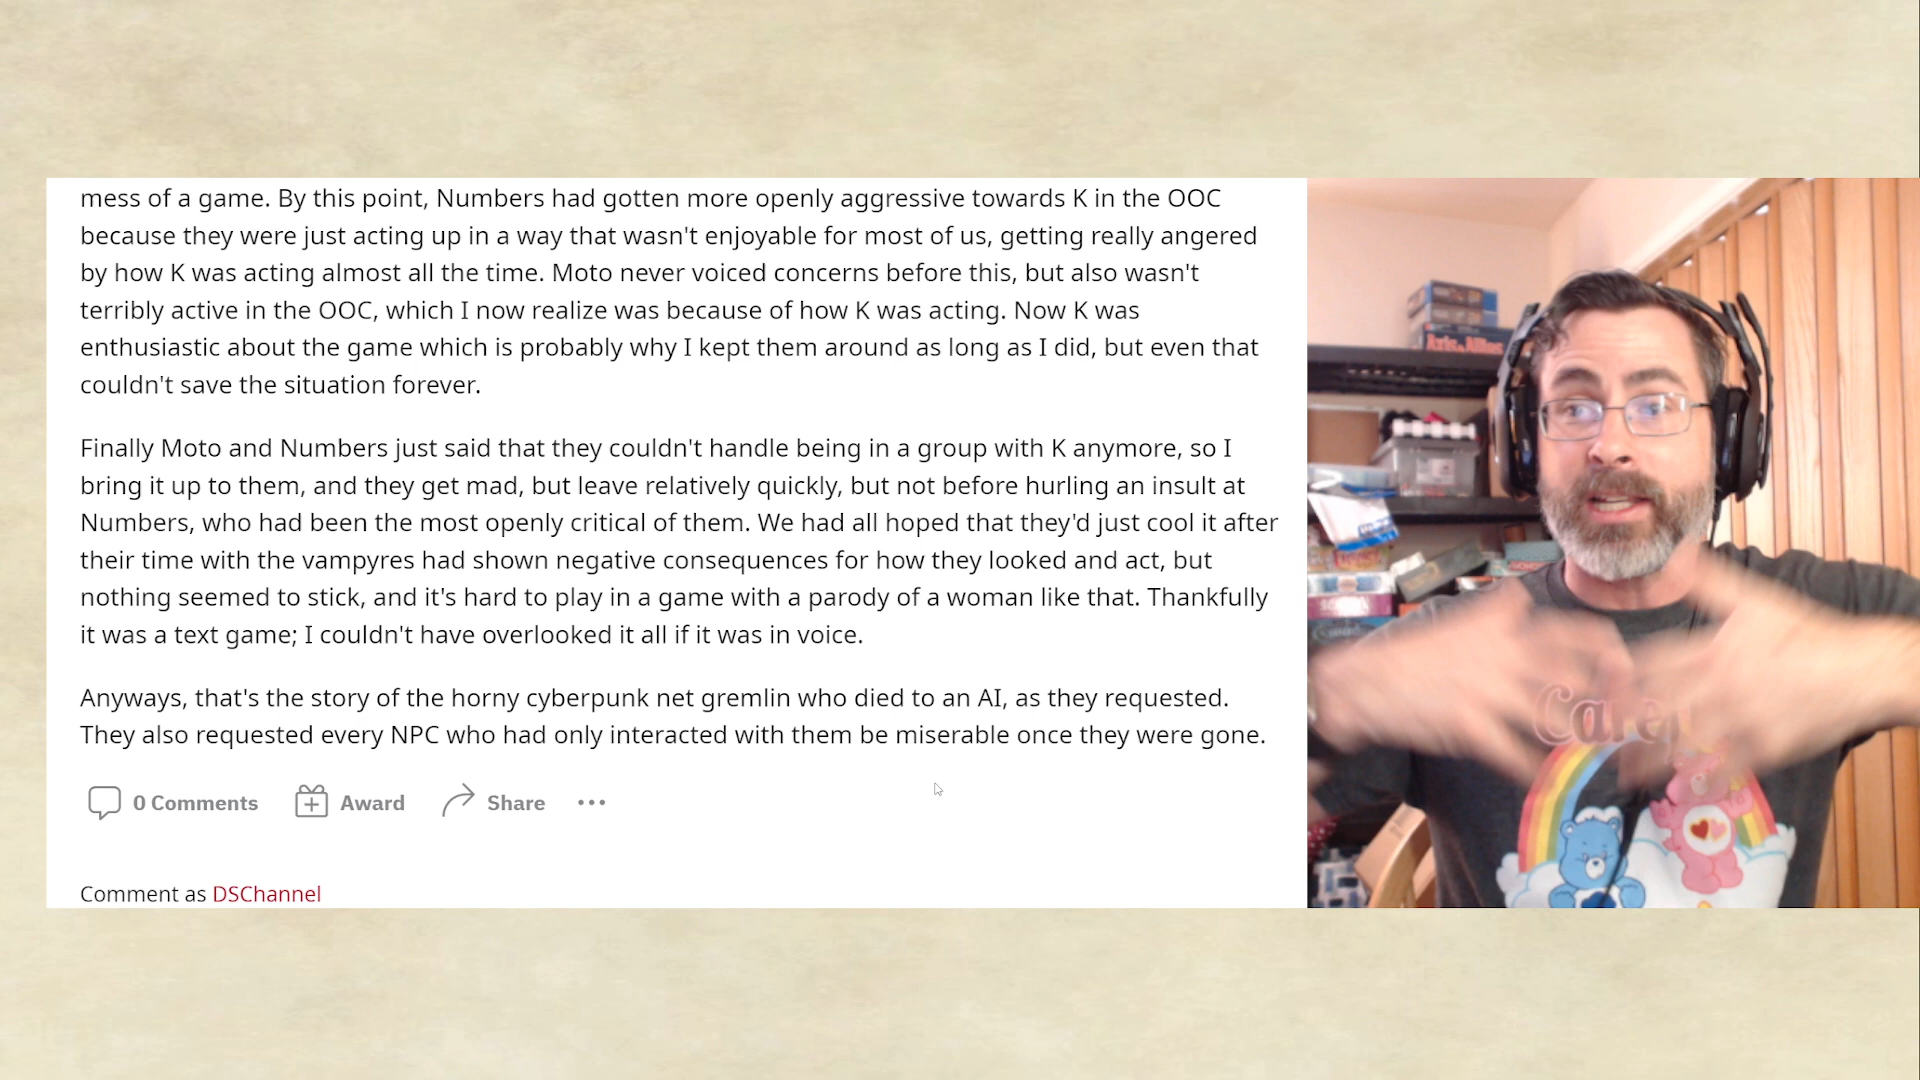 mess of a game. By this point, Numbers had gotten more openly aggressive towards K in the OOC
because they were just acting up in a way that wasn't enjoyable for most of us, getting really angered
by how K was acting almost all the time. Moto never voiced concerns before this, but also wasn't
terribly active in the OOC, which I now realize was because of how K was acting. Now K was
enthusiastic about the game which is probably why I kept them around as long as I did, but even that
couldn't save the situation forever.
Finally Moto and Numbers just said that they couldn't handle being in a group with K anymore, so I
bring it up to them, and they get mad, but leave relatively quickly, but not before hurling an insult at
Numbers, who had been the most openly critical of them. We had all hoped that they'd just cool it after
their time with the vampyres had shown negative consequences for how they looked and act, but
nothing seemed to stick, and it's hard to play in a game with a parody of a woman like that. Thankfully
it was a text game; I couldn't have overlooked it all if it was in voice.
Anyways, that's the story of the horny cyberpunk net gremlin who died to an AI, as they requested.
They also requested every NPC who had only interacted with them be miserable once they were gone.
0 Comments Award Share
Comment as DSChannel
Axis & Allies